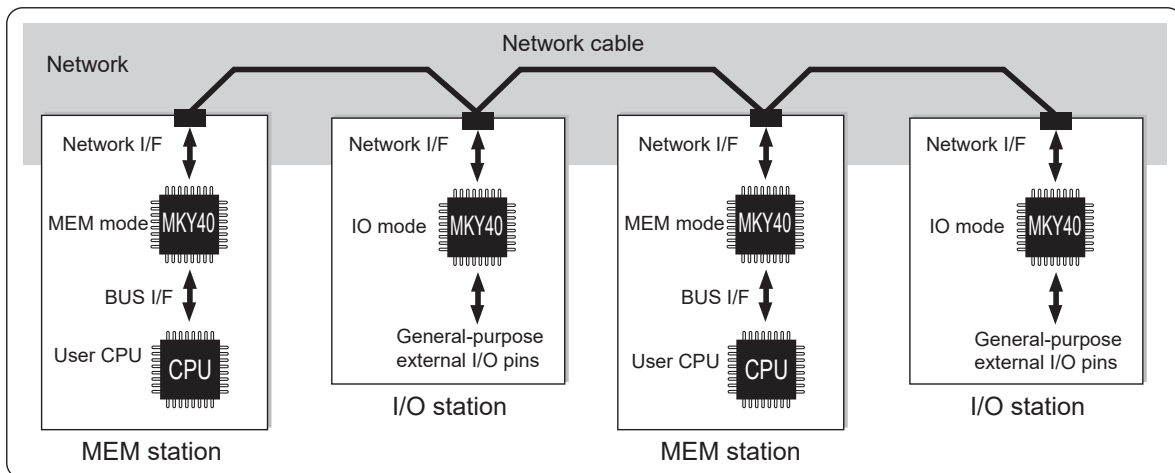 Network cable
Network
Network I/F
MEM mode
MKY40
BUS I/F
User CPU
CPU
MEM station
Network I/F
IO mode
MKY40
General-purpose
external I/O pins
I/O station
Network I/F
MEM mode
MKY40
BUS I/F
User CPU
CPU
MEM station
Network I/F
IO mode
MKY40
General-purpose
external I/O pins
I/O station